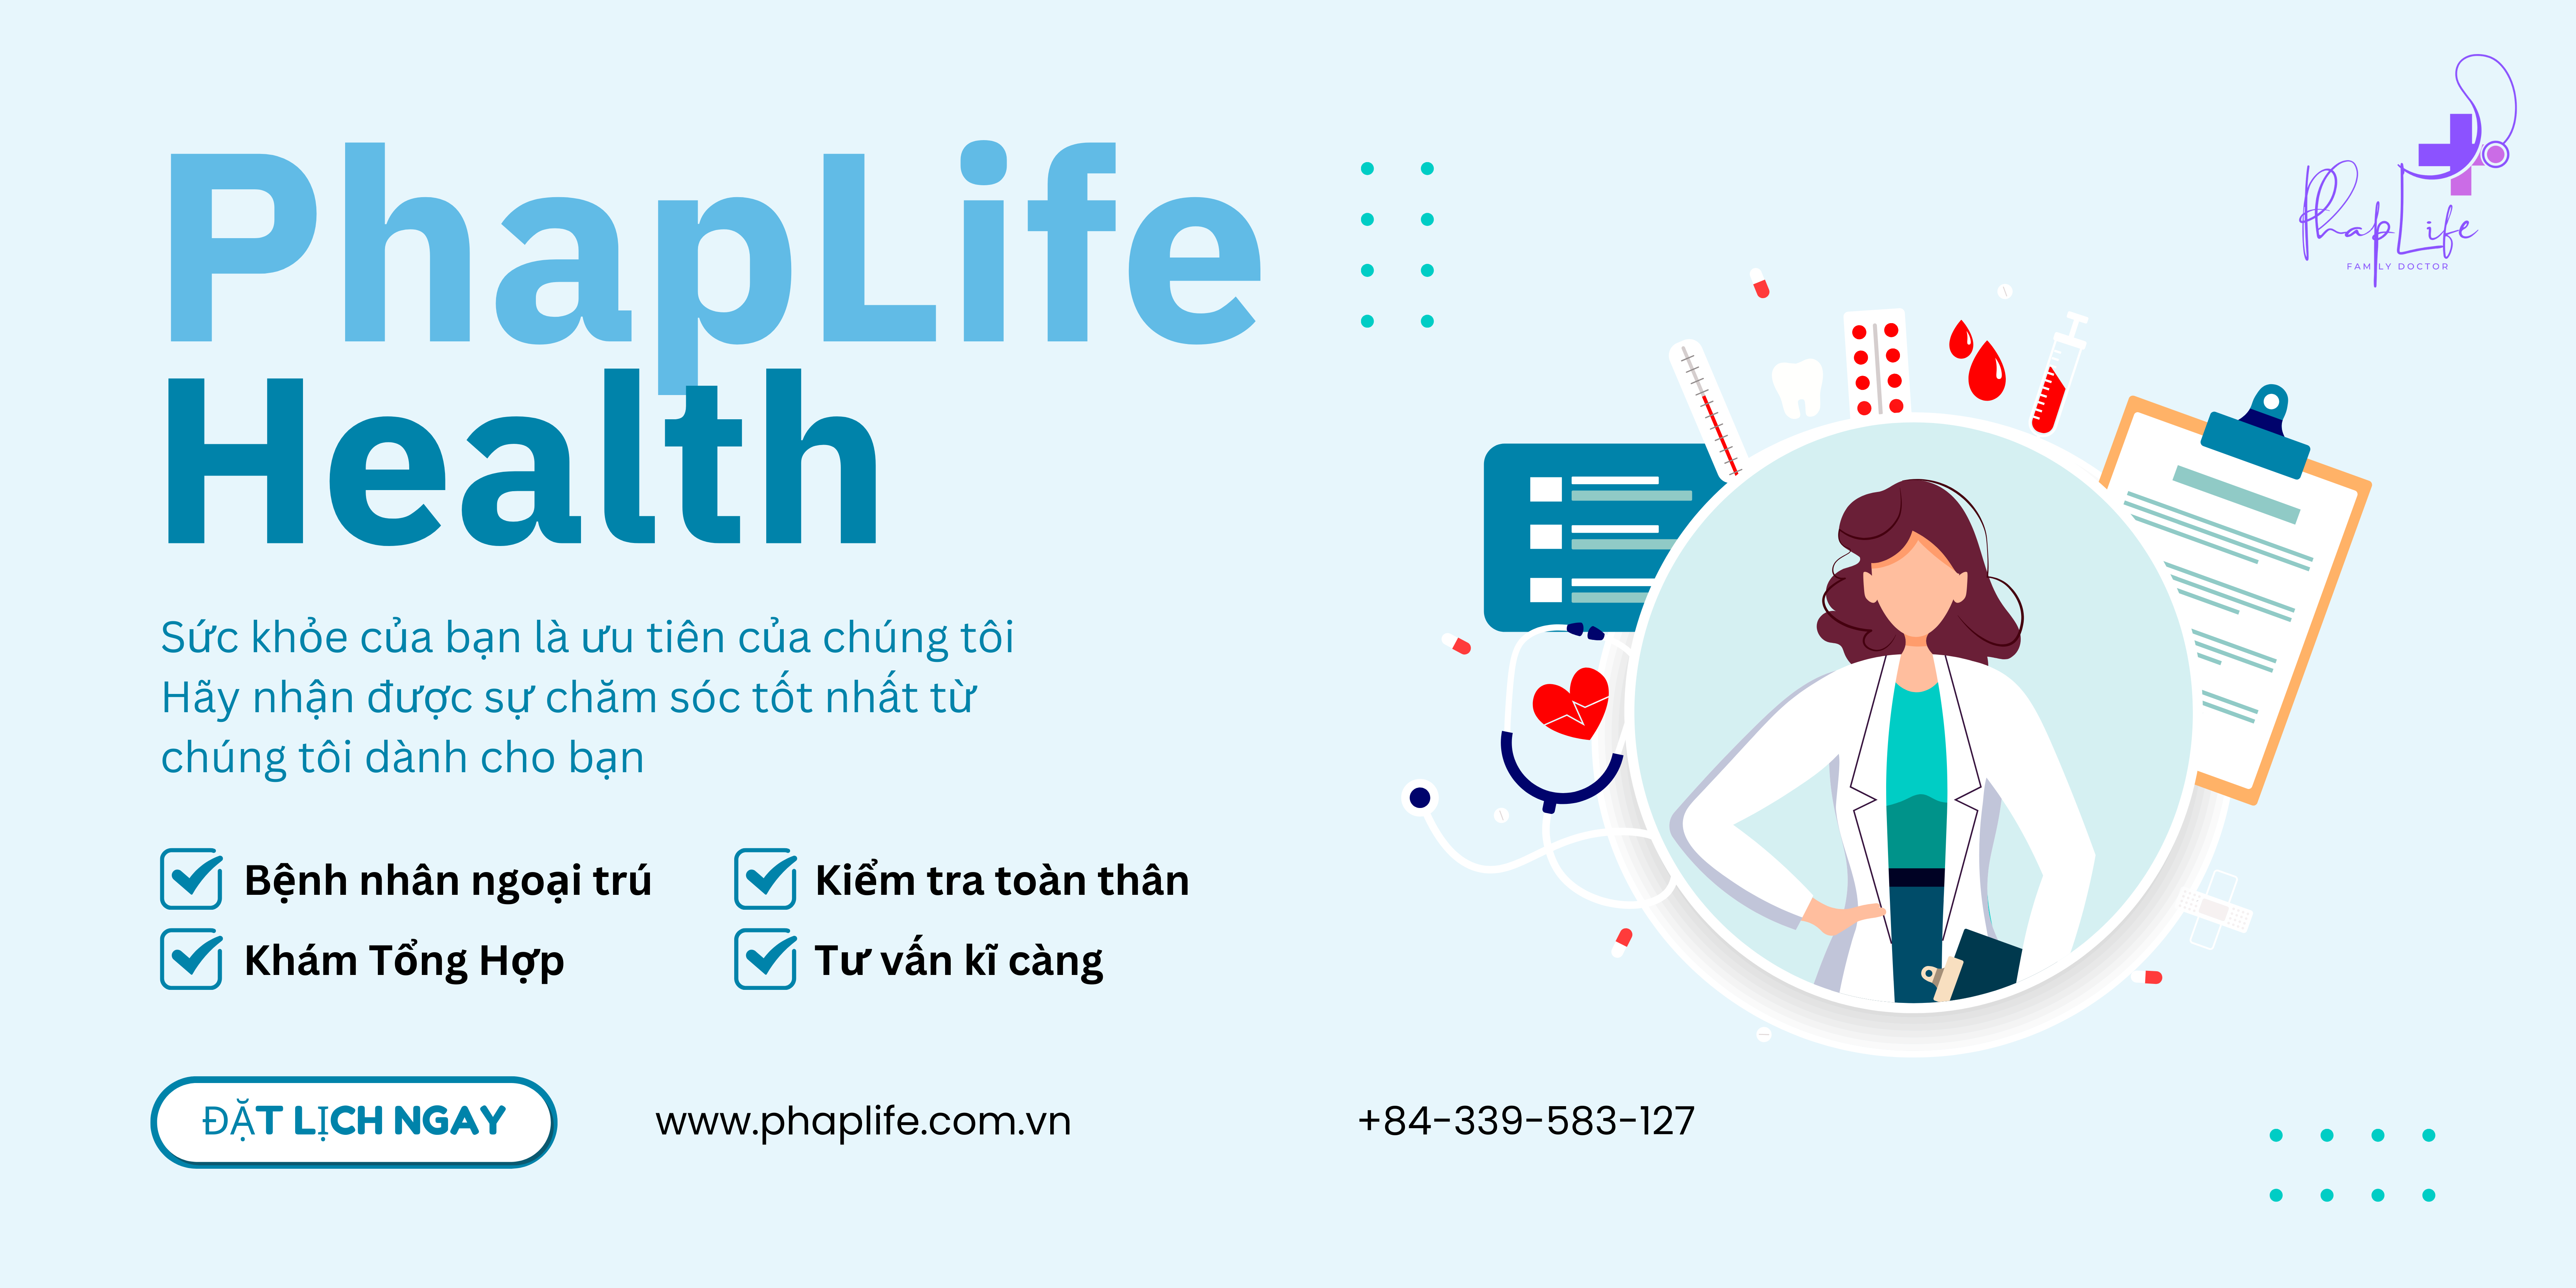 PhapLife
Health
Sức khỏe của bạn là ưu tiên của chúng tôi
Hãy nhận được sự chăm sóc tốt nhất từ
chúng tôi dành cho bạn
Bệnh nhân ngoại trú
Kiểm tra toàn thân
Khám Tổng Hợp
Tư vấn kĩ càng
ĐẶT LỊCH NGAY
www.phaplife.com.vn
+84-339-583-127
PhapLife
FAMILY DOCTOR